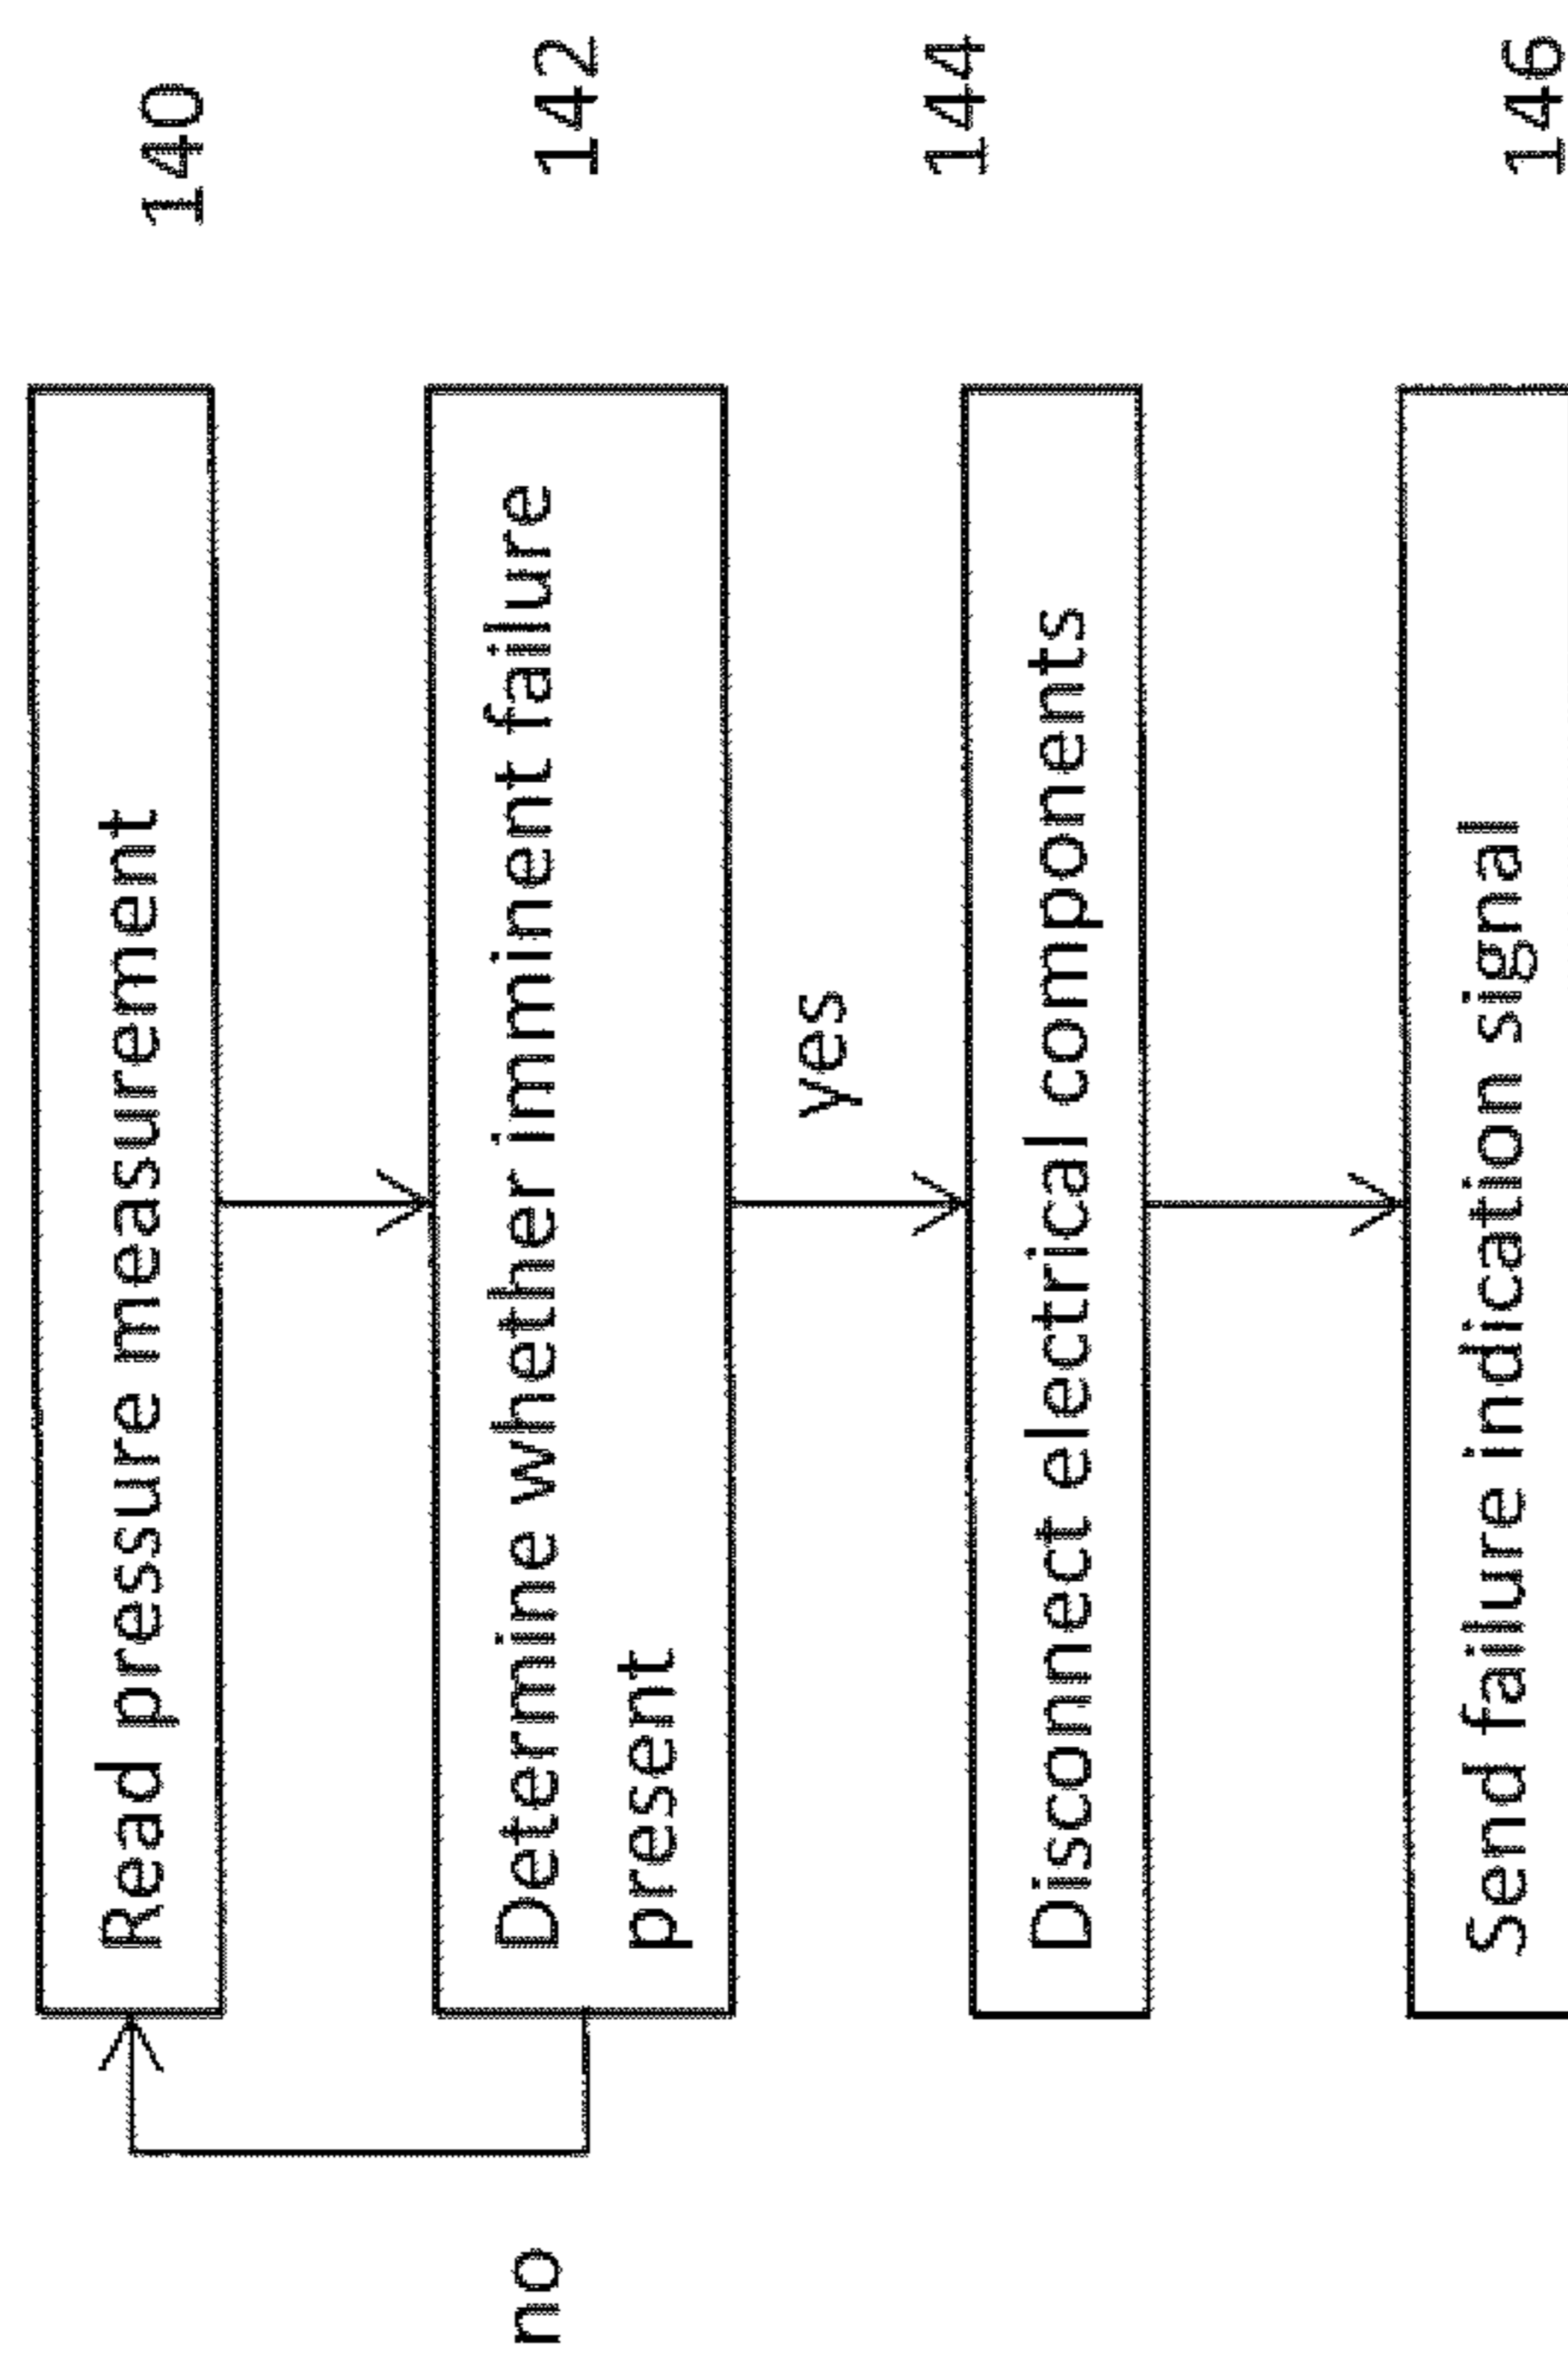 Read pressure measurement
140
Determine whether imminent failure
present
142
no
yes
Disconnect electrical components
144
Send failure indication signal
146